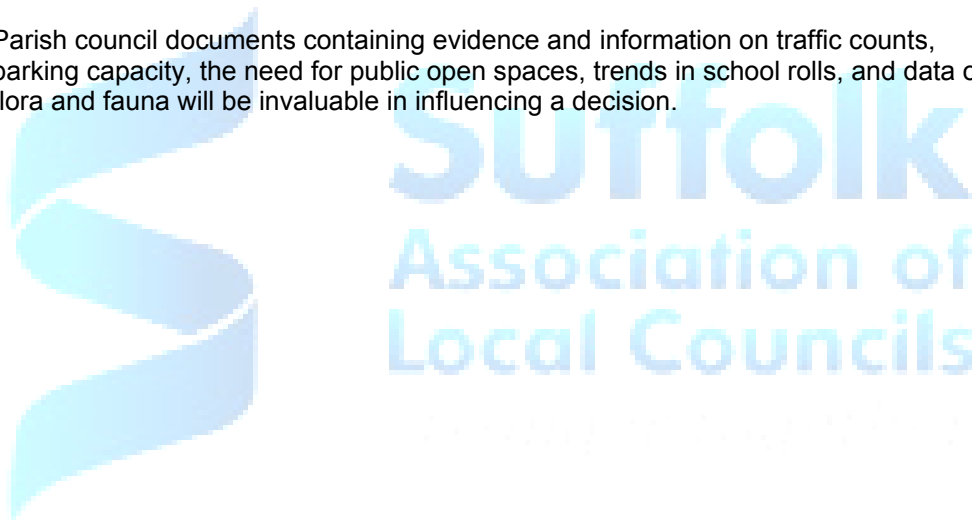 Parish council documents containing evidence and information on traffic counts,
parking capacity, the need for public open spaces, trends in school rolls, and data
flora and fauna will be invaluable in influencing a decision.
Suffolk
Association of
Local Councils